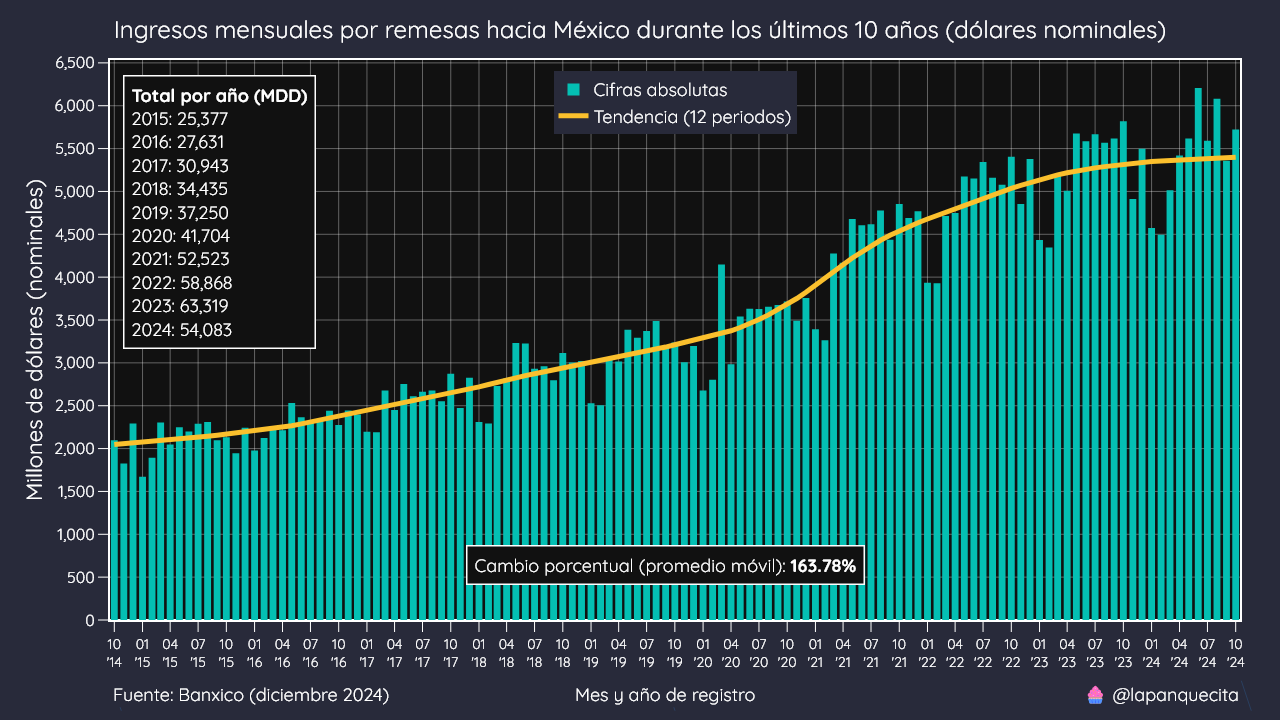 Ingresos mensuales por remesas hacia México durante los últimos 10 años (dólares nominales)
Millones de dólares (nominales)
6,500
6,000
5,500
5,000
4,500
4,000
3,500
3,000
2,500
2,000
1,500
1,000
500
0
Total por año (MDD)
2015: 25,377
2016: 27,631
2017: 30,943
2018: 34,435
2019: 37,250
2020: 41,704
2021: 52,523
2022: 58,868
2023: 63,319
2024: 54,083
Cifras absolutas
Tendencia (12 periodos)
Cambio porcentual (promedio móvil): 163.78%
10 01 04 07 10 01 04 07 10 01 04 07 10 01 04 07 10 01 04 07 10 01 04 07 10 01 04 07 10 01 04 07 10 01 04 07 10 01 04 07 10
'14 '15 '15 '15 '15 '16 '16 '16 '16 '17 '17 '17 '17 '18 '18 '18 '18 '19 '19 '19 '19 '20 '20 '20 '20 '21 '21 '21 '21 '22 '22 '22 '22 '23 '23 '23 '23 '24 '24 '24 '24
Fuente: Banxico (diciembre 2024)
Mes y año de registro
@lapanquecita